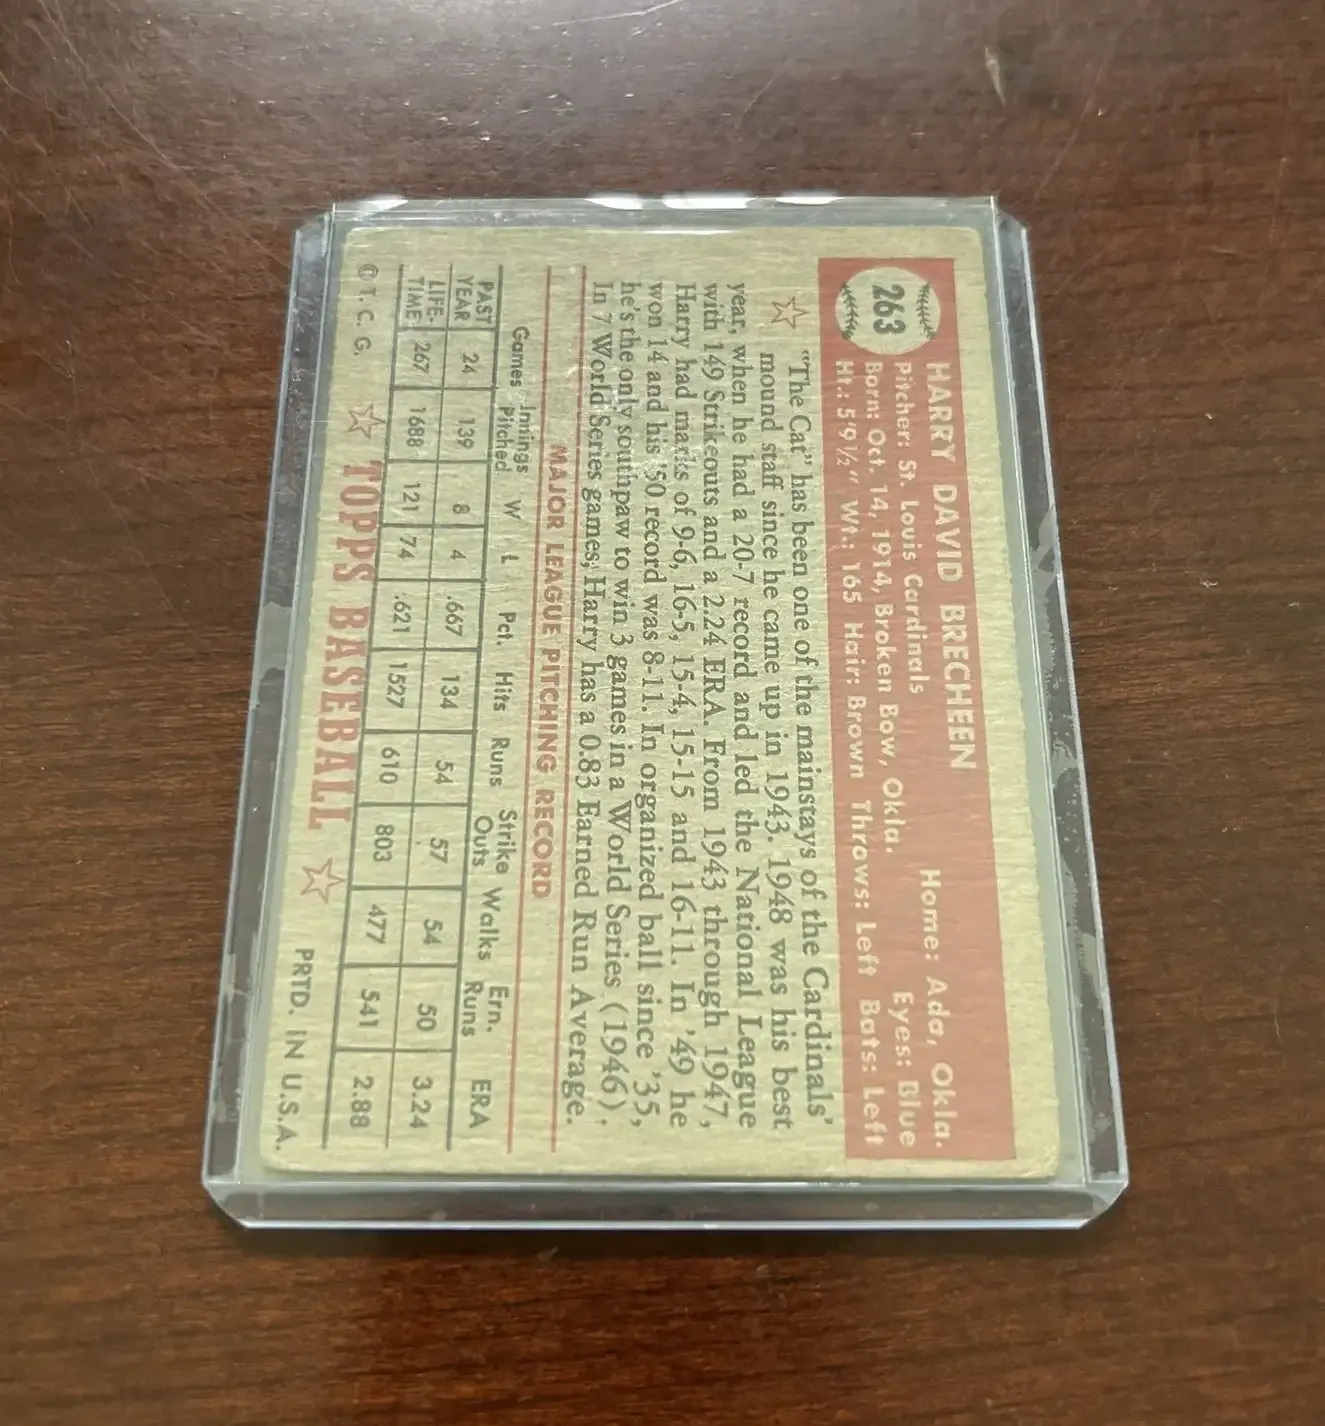 263
HARRY DAVID BRECHEEN Home: Ada, Okla.
Pitcher: St. Louis Cardinals Eyes: Blue
Born: Oct. 14, 1914, Broken Bow, Okla.
Ht.: 5'9½" Wt.: 165 Hair: Brown Throws: Left Bats: Left
"The Cat" has been one of the mainstays of the Cardinals'
mound staff since he came up in 1943. 1948 was his best
year, when he had a 20-7 record and led the National League
with 149 Strikeouts and a 2.24 ERA. From 1943 through 1947,
Harry had marks of 9-6, 16-5, 15-4, 15-15 and 16-11. In '49 he
won 14 and his '50 record was 8-11. In organized ball since '35,
he's the only southpaw to win 3 games in a World Series (1946).
In 7 World Series games, Harry has a 0.83 Earned Run Average.
MAJOR LEAGUE PITCHING RECORD
Games Innings Pitched W L Pct. Hits Runs Strike Outs Walks Ern. Runs ERA
PAST YEAR 24 139 8 4 .667 134 54 57 54 50 3.24
LIFE-TIME 267 1688 121 74 .621 1527 610 803 477 541 2.88
© T. C. G. TOPPS BASEBALL PRTD. IN U.S.A.